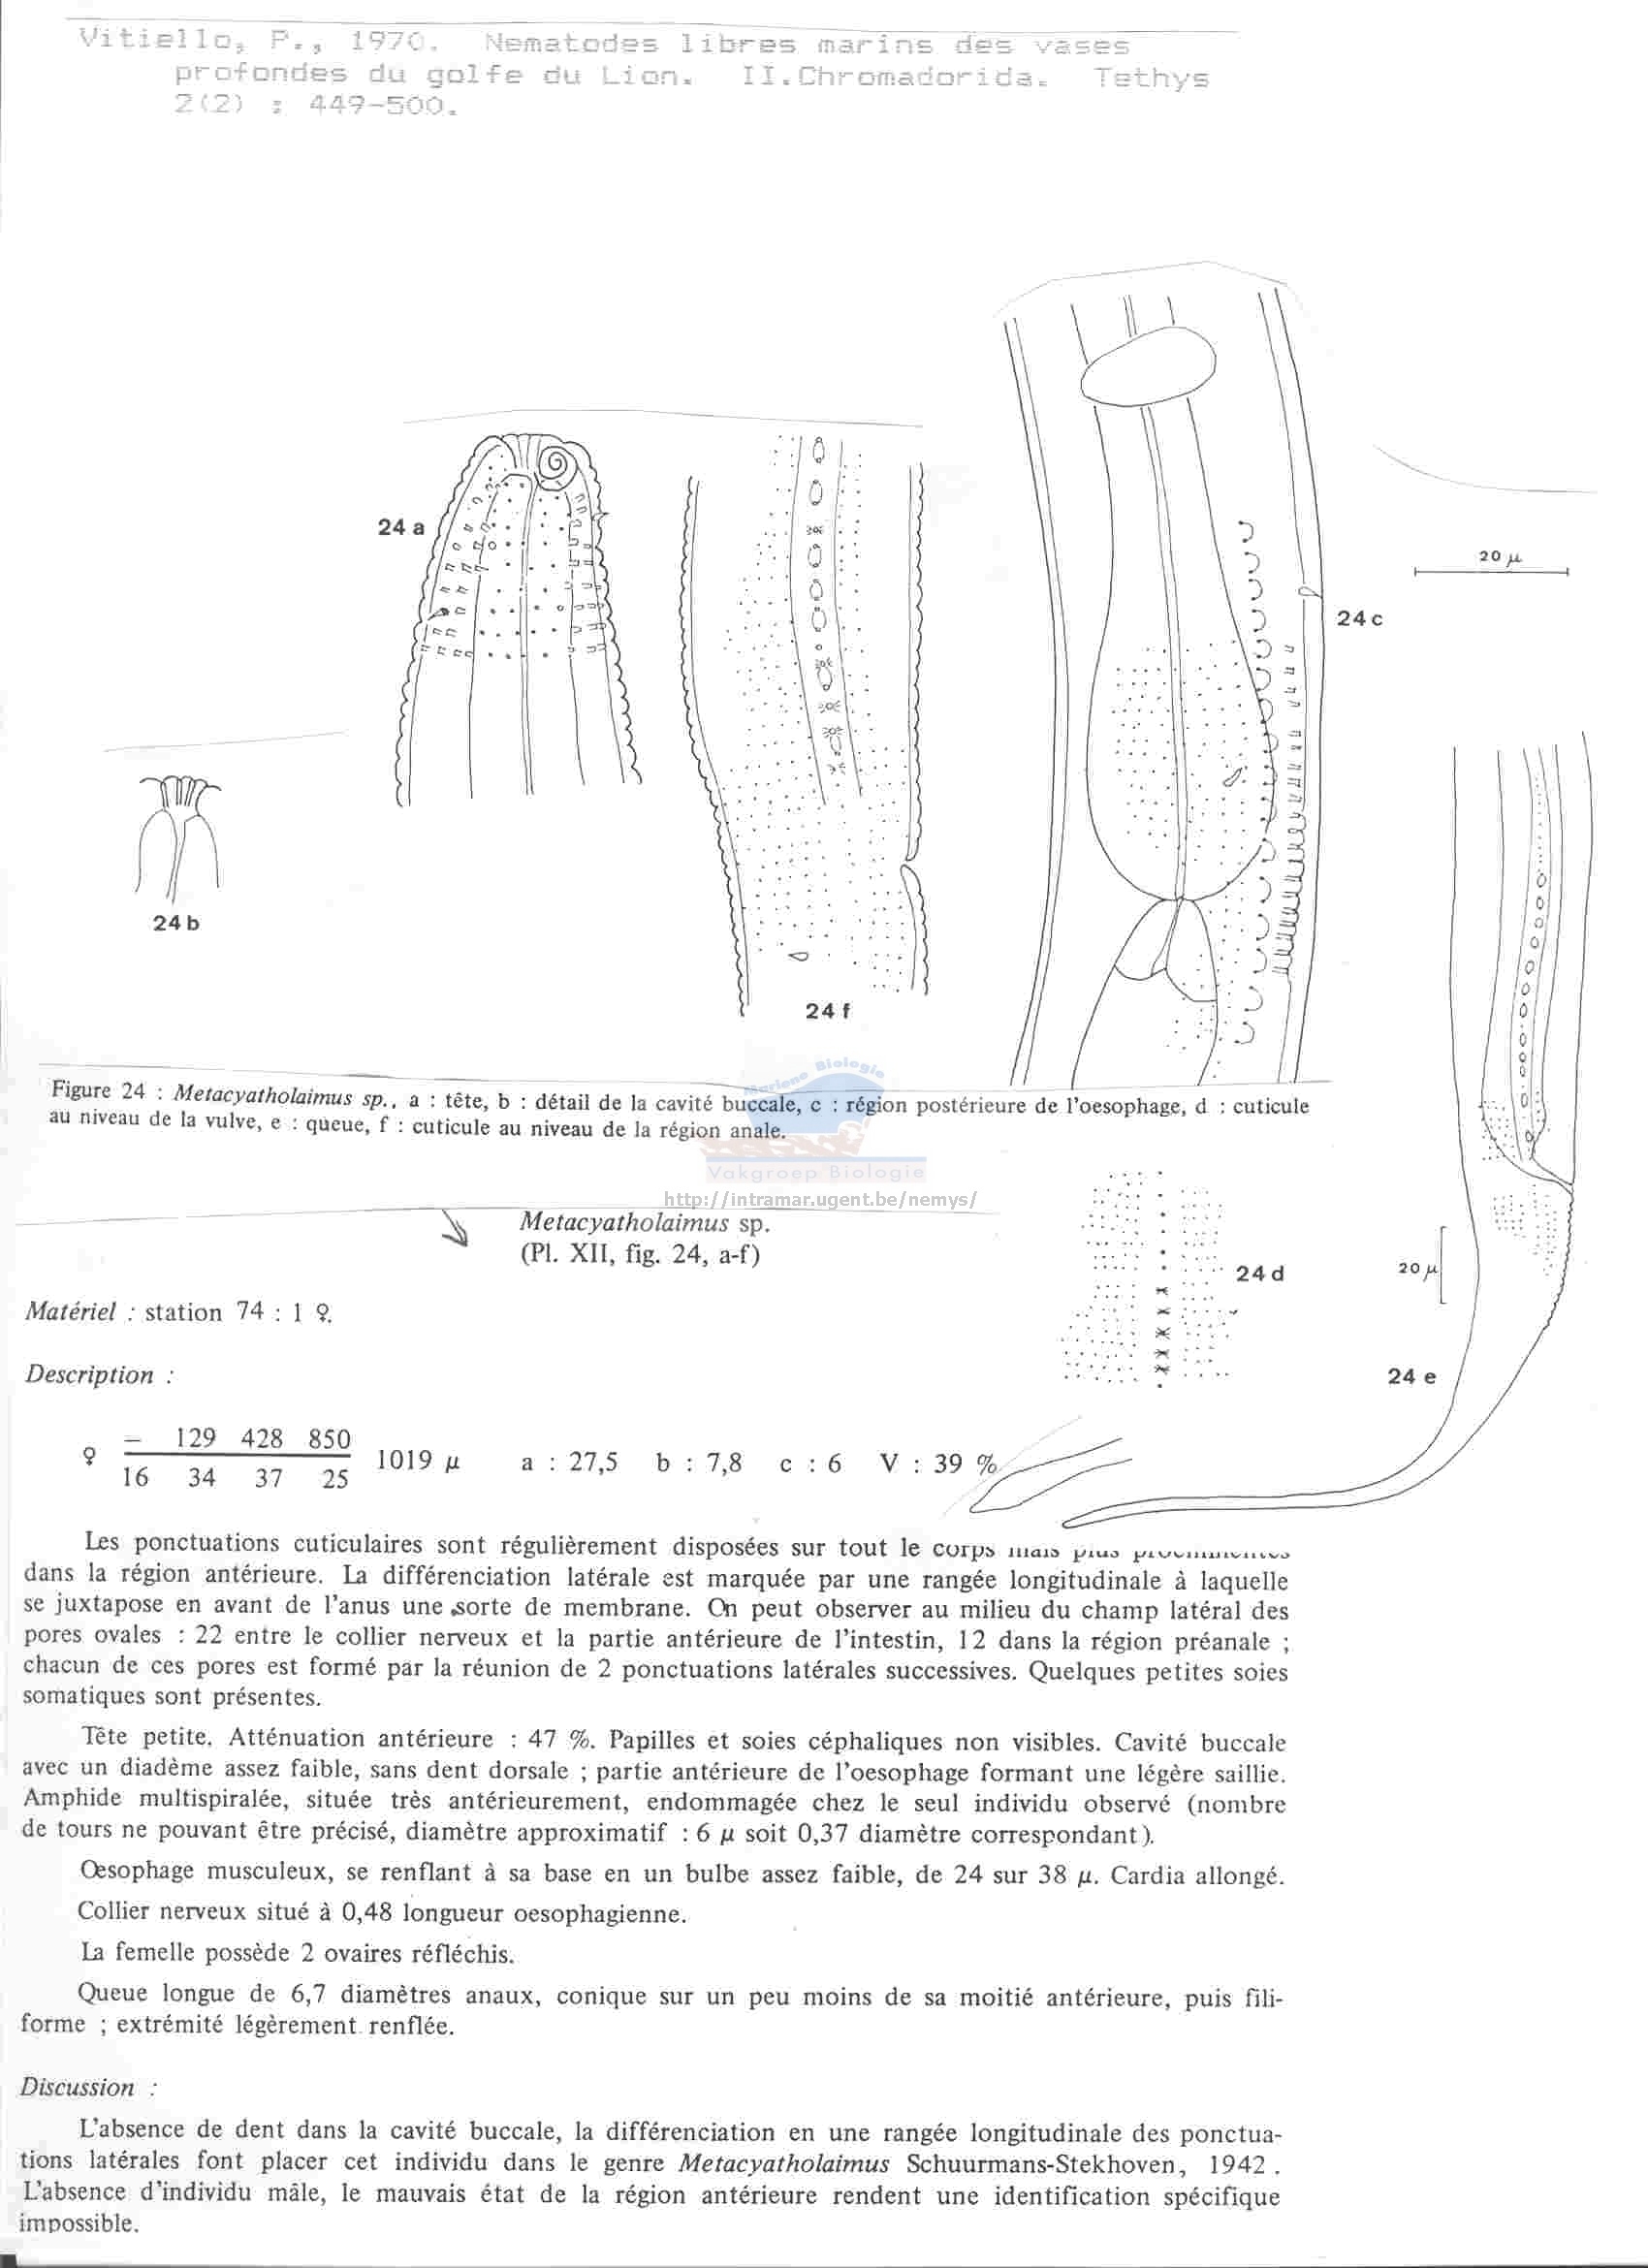 Vitiello, P., 1970. Nematodes libres marins des vases
profondes du golfe du Lion. II.Chromadorida. Tethys
2(2) : 449-500.
24 a
24 b
24 f
24 c
20 µ
Figure 24 : Metacyatholaimus sp., a : tête, b : détail de la cavité buccale, c : région postérieure de l'oesophage, d : cuticule
au niveau de la vulve, e : queue, f : cuticule au niveau de la région anale.
Mariene Biologie
Vakgroep Biologie
http://intramar.ugent.be/nemys/
24 d
20 µ
24 e
Metacyatholaimus sp.
(Pl. XII, fig. 24, a-f)
Matériel : station 74 : 1 ♀.
Description :
♀ – 129 428 850
16 34 37 25
1019 µ a : 27,5 b : 7,8 c : 6 V : 39 %
Les ponctuations cuticulaires sont régulièrement disposées sur tout le corps mais plus
dans la région antérieure. La différenciation latérale est marquée par une rangée longitudinale à laquelle
se juxtapose en avant de l'anus une sorte de membrane. On peut observer au milieu du champ latéral des
pores ovales : 22 entre le collier nerveux et la partie antérieure de l'intestin, 12 dans la région préanale ;
chacun de ces pores est formé par la réunion de 2 ponctuations latérales successives. Quelques petites soies
somatiques sont présentes.
Tête petite. Atténuation antérieure : 47 %. Papilles et soies céphaliques non visibles. Cavité buccale
avec un diadème assez faible, sans dent dorsale ; partie antérieure de l'oesophage formant une légère saillie.
Amphide multispiralée, située très antérieurement, endommagée chez le seul individu observé (nombre
de tours ne pouvant être précisé, diamètre approximatif : 6 µ soit 0,37 diamètre correspondant).
Œsophage musculeux, se renflant à sa base en un bulbe assez faible, de 24 sur 38 µ. Cardia allongé.
Collier nerveux situé à 0,48 longueur oesophagienne.
La femelle possède 2 ovaires réfléchis.
Queue longue de 6,7 diamètres anaux, conique sur un peu moins de sa moitié antérieure, puis fili-
forme ; extrémité légèrement renflée.
Discussion :
L'absence de dent dans la cavité buccale, la différenciation en une rangée longitudinale des ponctua-
tions latérales font placer cet individu dans le genre Metacyatholaimus Schuurmans-Stekhoven, 1942 .
L'absence d'individu mâle, le mauvais état de la région antérieure rendent une identification spécifique
impossible.